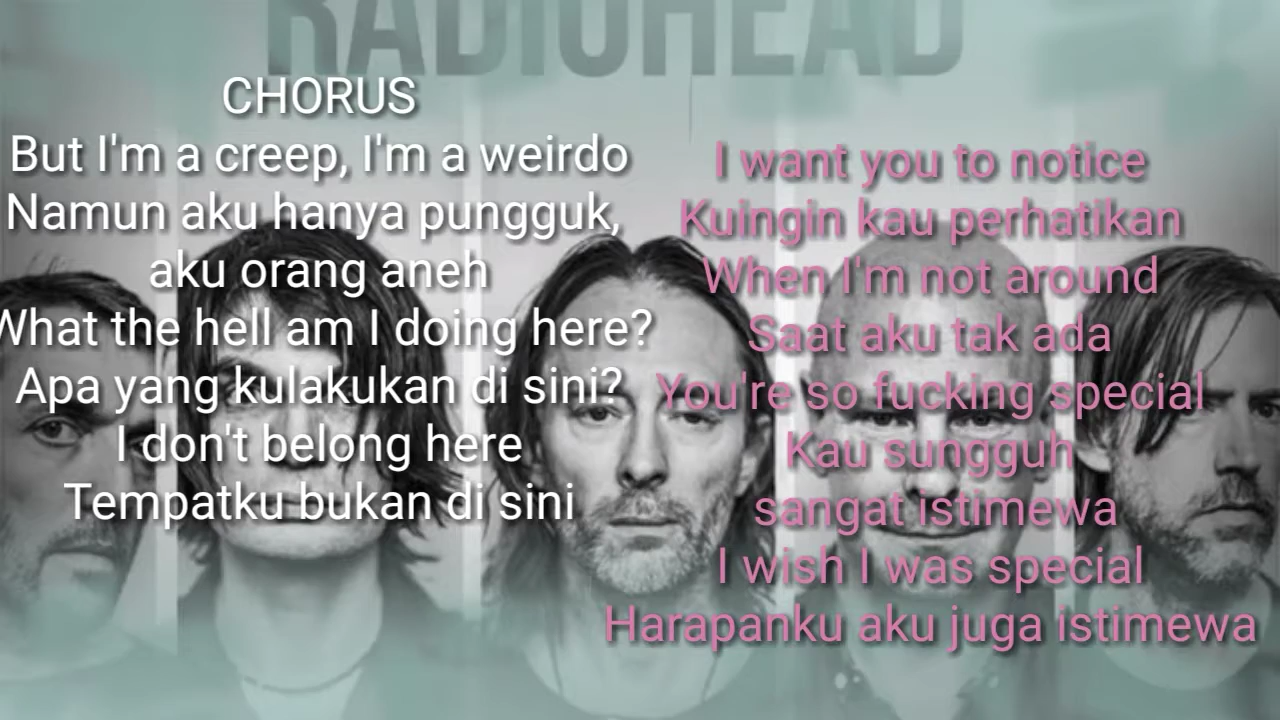 RADIOHEAD
CHORUS
But I'm a creep, I'm a weirdo
Namun aku hanya pungguk,
aku orang aneh
What the hell am I doing here?
Apa yang kulakukan di sini?
I don't belong here
Tempatku bukan di sini
I want you to notice
Kuingin kau perhatikan
When I'm not around
Saat aku tak ada
You're so fucking special
Kau sungguh
sangat istimewa
I wish I was special
Harapanku aku juga istimewa